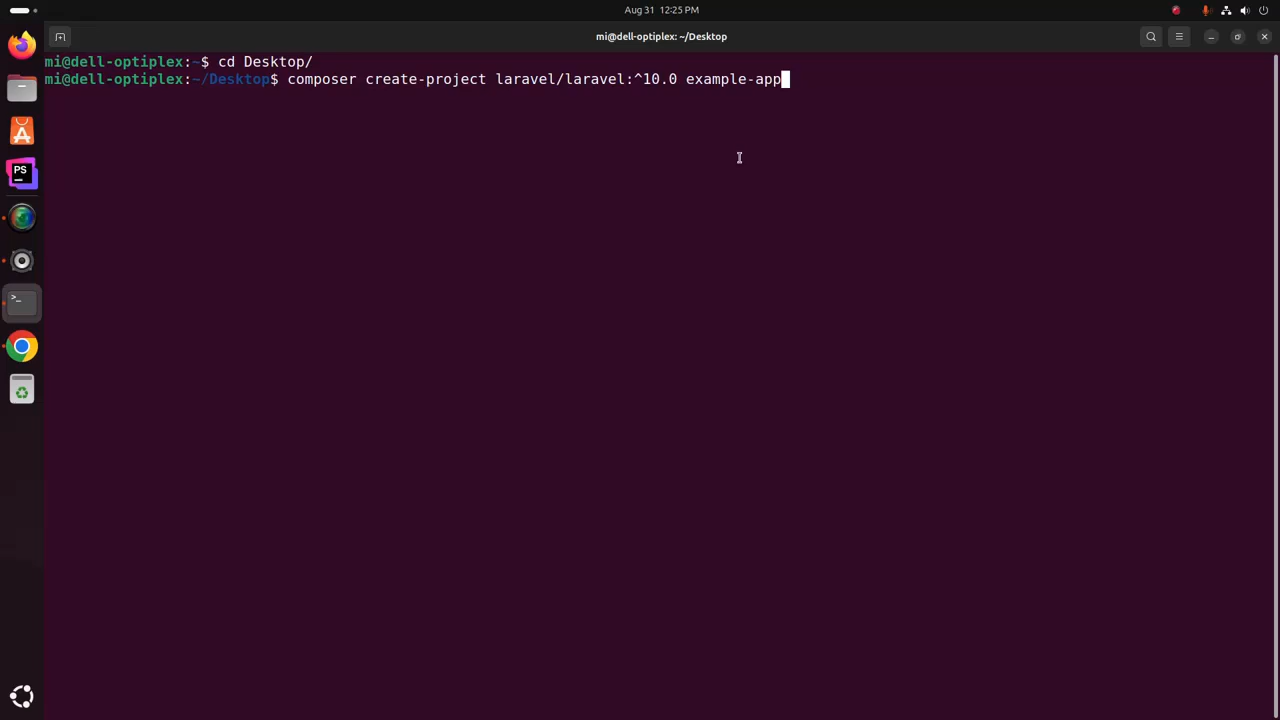 Aug 31 12:25 PM
mi@dell-optiplex: ~/Desktop
mi@dell-optiplex:~$ cd Desktop/
mi@dell-optiplex:~/Desktop$ composer create-project laravel/laravel:^10.0 example-app
PS
>_